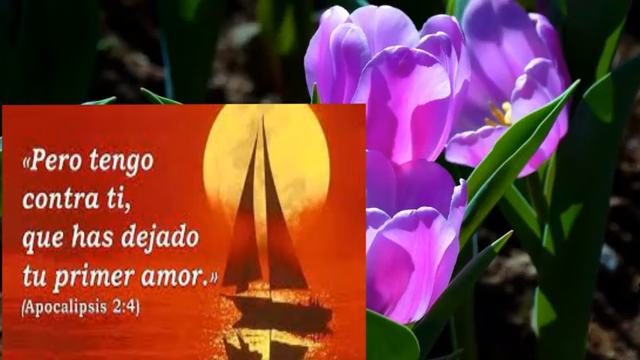 «Pero tengo
contra ti,
que has dejado
tu primer amor.»
(Apocalipsis 2:4)